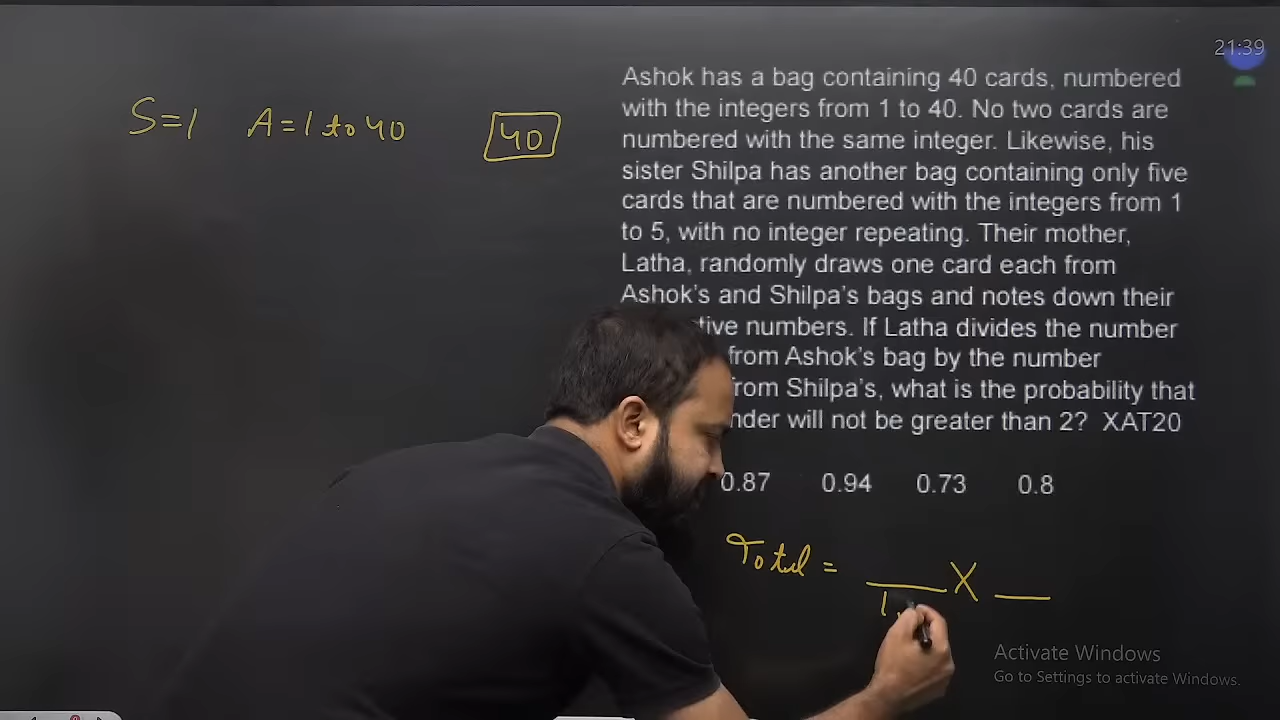 21:39
Ashok has a bag containing 40 cards, numbered
with the integers from 1 to 40. No two cards are
numbered with the same integer. Likewise, his
sister Shilpa has another bag containing only five
cards that are numbered with the integers from 1
to 5, with no integer repeating. Their mother,
Latha, randomly draws one card each from
Ashok's and Shilpa's bags and notes down their
tive numbers. If Latha divides the number
from Ashok's bag by the number
from Shilpa's, what is the probability that
nder will not be greater than 2? XAT20
0.87 0.94 0.73 0.8
S=1 A=1 to 40 40
Total = __ X __
1
Activate Windows
Go to Settings to activate Windows.